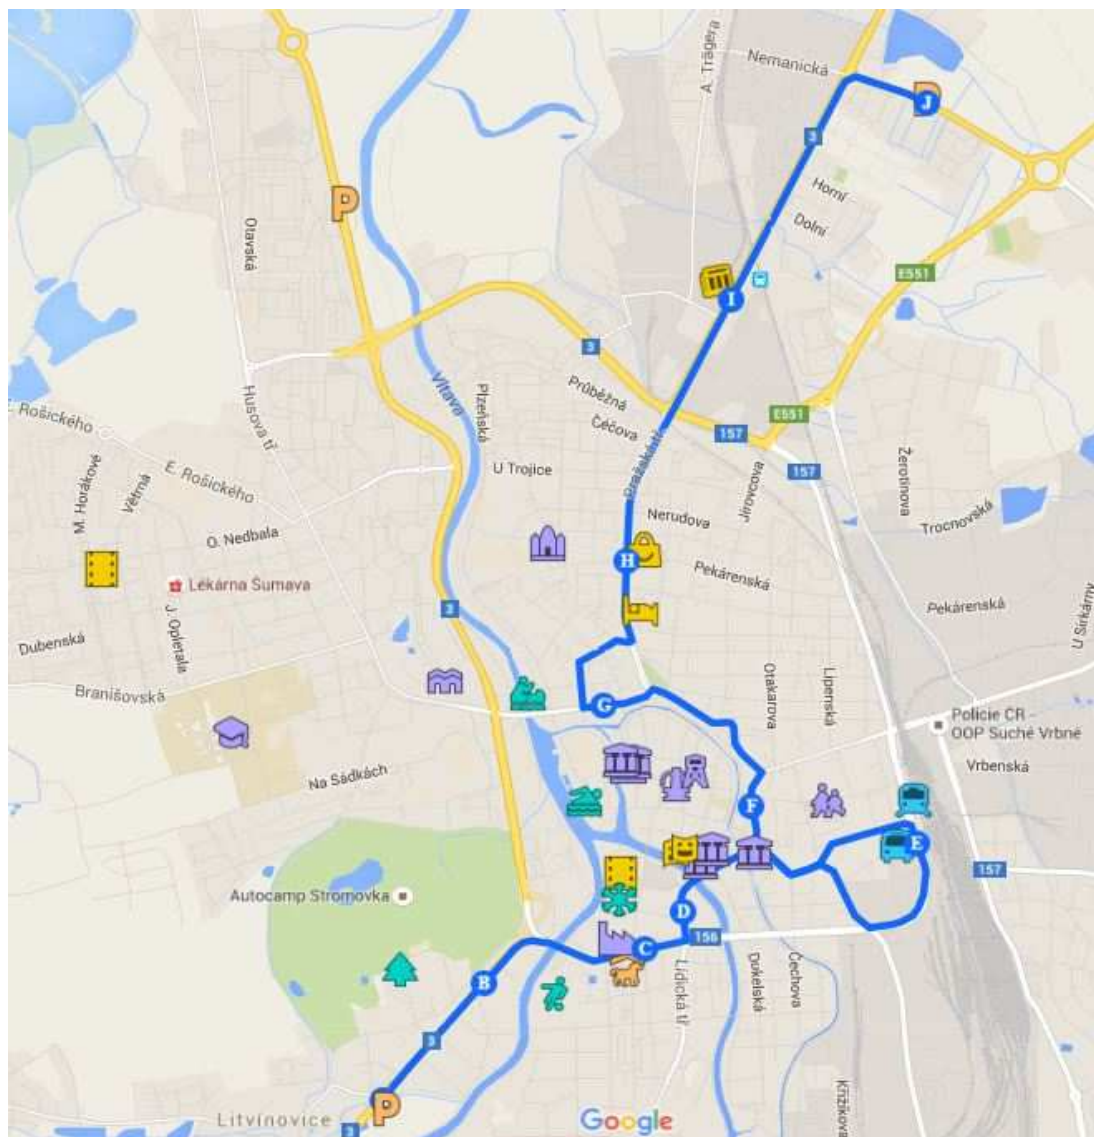 Nemanická
A. Trägera
J
3
P
Horní
Otavská
Dolní
E551
I
3
Vltava
Plzeňská
Průběžná
Husova tř
Čéčova
E551
157
E. Rošického
157
Pražská tř
U Trojice
E. Rošického
M. Horákové
Větrná
Jírovcova
Žerotínova
Nerudova
Trocnovská
O. Nedbala
H
Pekárenská
Lékárna Šumava
3
Pekárenská
J. Opletala
U Sirkárny
Dubenská
Branišovská
Otakarova
Lipenská
G
Policie ČR -
OOP Suché Vrbné
Vrbenská
Na Sádkách
F
E
157
Autocamp Stromovka
D
C
156
Lidická tř
Dukelská
Čechova
B
3
P
Litvínovice
3
Google
Křižíkova